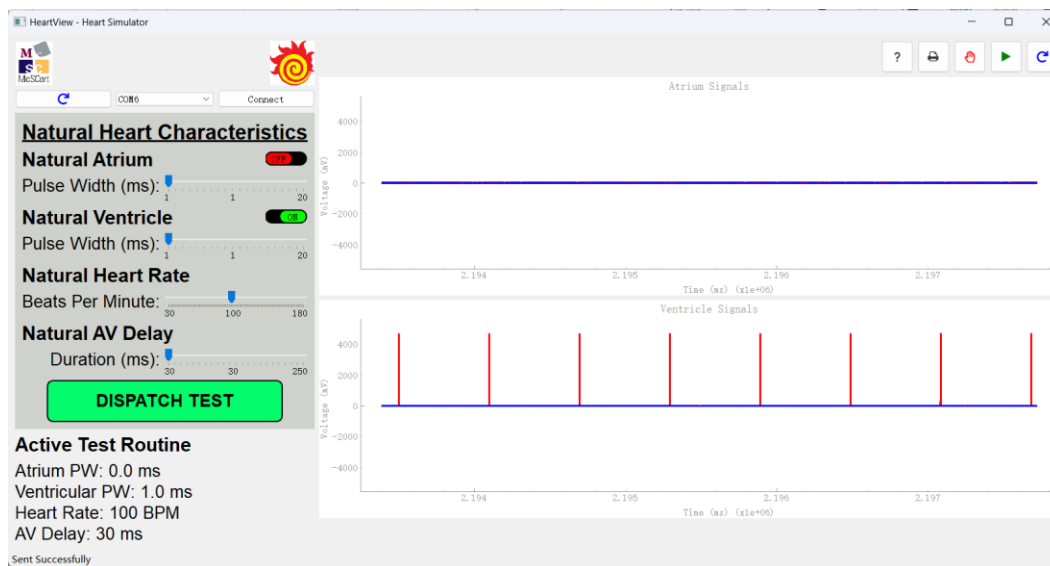 HeartView - Heart Simulator
M
S C
McSCert
COM6
Connect
?
Natural Heart Characteristics
Natural Atrium
OFF
Pulse Width (ms):
1 1 20
Natural Ventricle
ON
Pulse Width (ms):
1 1 20
Natural Heart Rate
Beats Per Minute:
30 100 180
Natural AV Delay
Duration (ms):
30 30 250
DISPATCH TEST
Active Test Routine
Atrium PW: 0.0 ms
Ventricular PW: 1.0 ms
Heart Rate: 100 BPM
AV Delay: 30 ms
Sent Successfully
Atrium Signals
Voltage (mV)
4000
2000
0
-2000
-4000
2.194 2.195 2.196 2.197
Time (ms) (x1e+06)
Ventricle Signals
Voltage (mV)
4000
2000
0
-2000
-4000
2.194 2.195 2.196 2.197
Time (ms) (x1e+06)